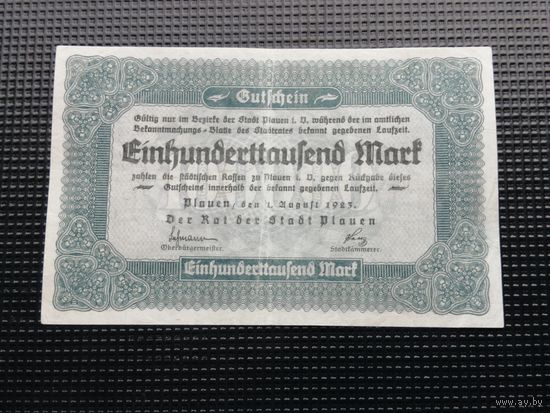 Gutschein
Gültig nur im Bezirke der Stadt Plauen i. V. während der im amtlichen
Bekanntmachungs-Blatte des Stadtrates bekannt gegebenen Laufzeit.
Einhunderttausend Mark
zahlen die städtischen Kassen zu Plauen i. V. gegen Rückgabe dieses
Gutscheins innerhalb der bekannt gegebenen Laufzeit.
Plauen, den 1. August 1923.
Der Rat der Stadt Plauen
Oberbürgermeister.
Stadtkämmerer.
Einhunderttausend Mark
www.ay.by